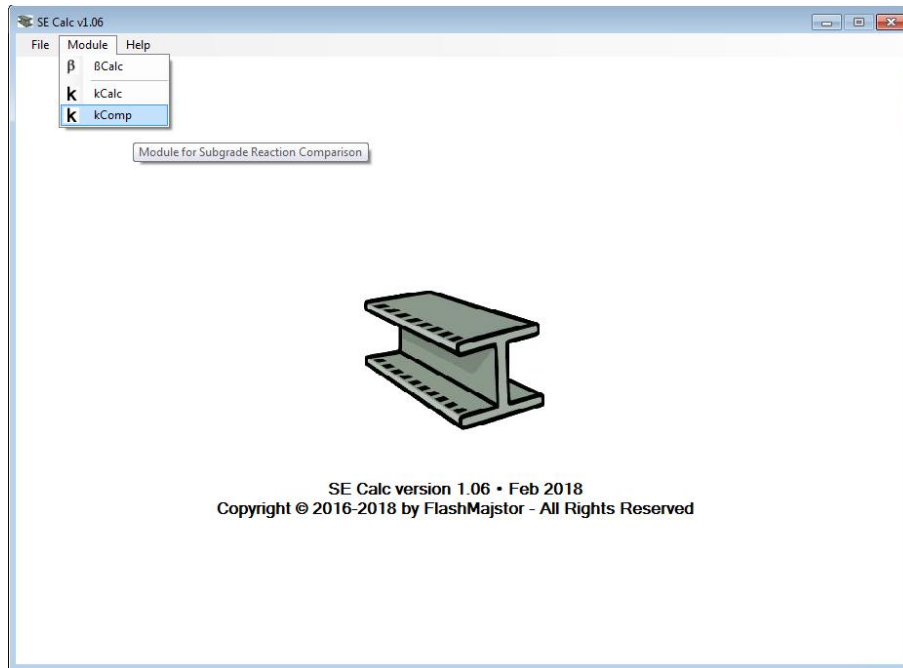 SE Calc v1.06
File Module Help
β ßCalc
k kCalc
k kComp
Module for Subgrade Reaction Comparison
SE Calc version 1.06 • Feb 2018
Copyright © 2016-2018 by FlashMajstor - All Rights Reserved